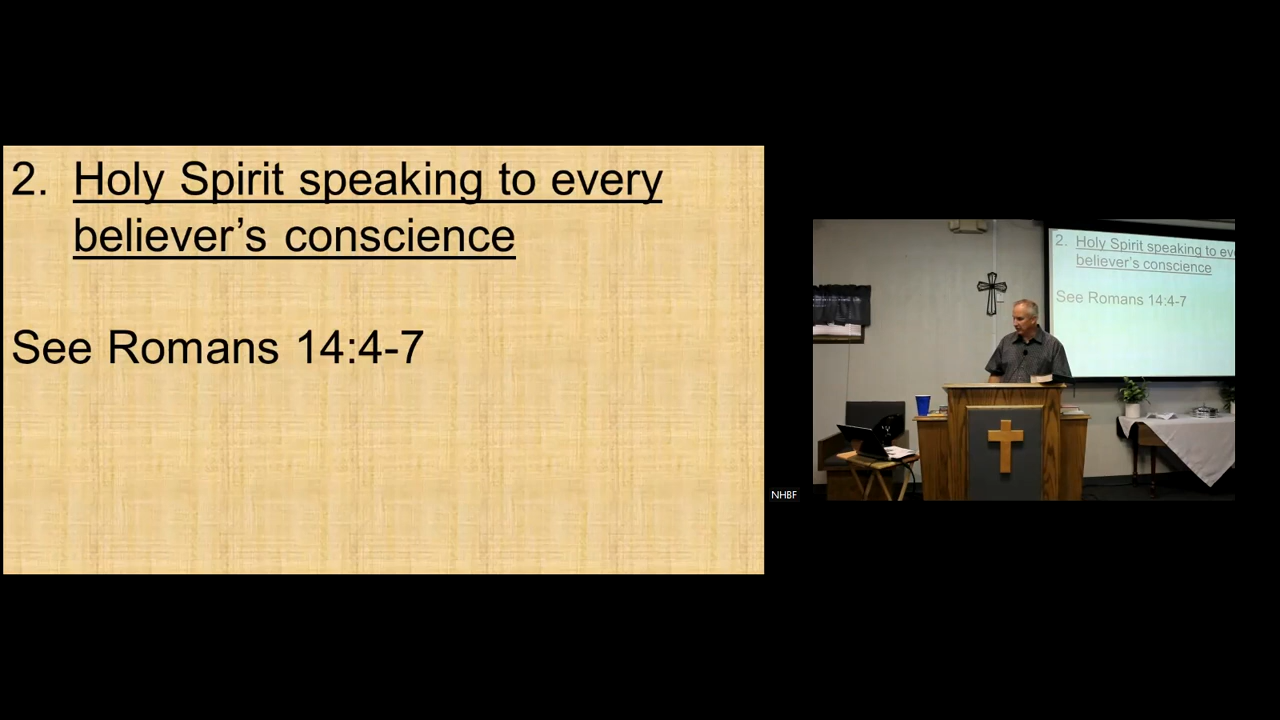 2. Holy Spirit speaking to every
believer’s conscience
See Romans 14:4-7
NHBF
2. Holy Spirit speaking to eve
believer's conscience
See Romans 14:4-7